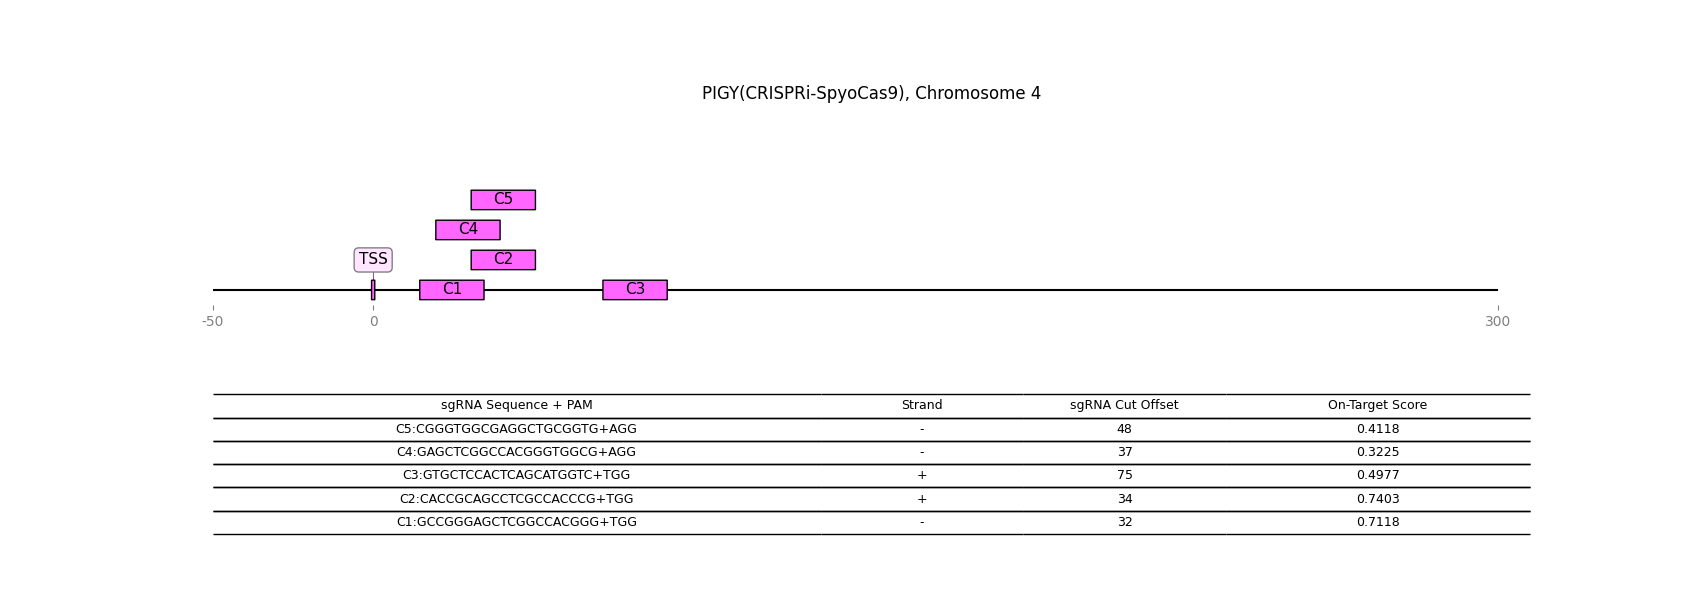 PIGY(CRISPRi-SpyoCas9), Chromosome 4
C5
C4
TSS
C2
C1
C3
-50
0
300
sgRNA Sequence + PAM Strand sgRNA Cut Offset On-Target Score
C5:CGGGTGGCGAGGCTGCGGTG+AGG - 48 0.4118
C4:GAGCTCGGCCACGGGTGGCG+AGG - 37 0.3225
C3:GTGCTCCACTCAGCATGGTC+TGG + 75 0.4977
C2:CACCGCAGCCTCGCCACCCG+TGG + 34 0.7403
C1:GCCGGGAGCTCGGCCACGGG+TGG - 32 0.7118